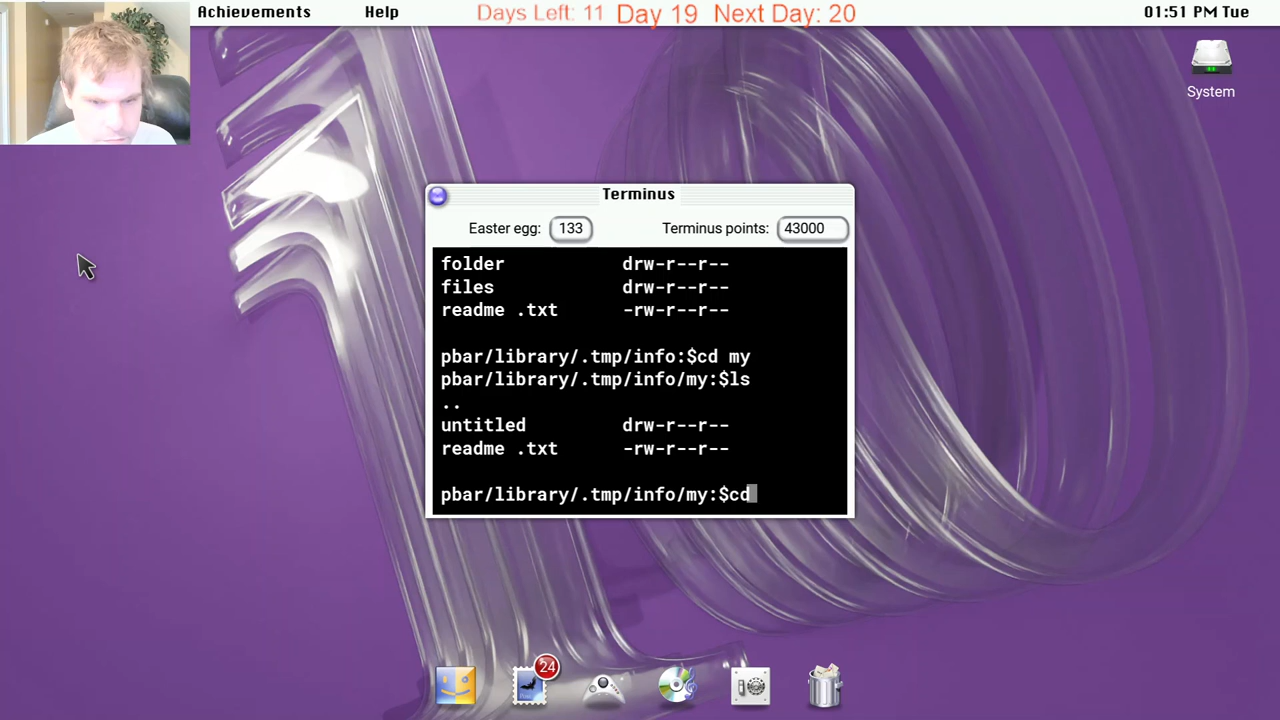 Achievements Help Days Left: 11 Day 19 Next Day: 20 01:51 PM Tue
System
Terminus
Easter egg: 133 Terminus points: 43000
folder drw-r--r--
files drw-r--r--
readme .txt -rw-r--r--
pbar/library/.tmp/info:$cd my
pbar/library/.tmp/info/my:$ls
..
untitled drw-r--r--
readme .txt -rw-r--r--
pbar/library/.tmp/info/my:$cd
24